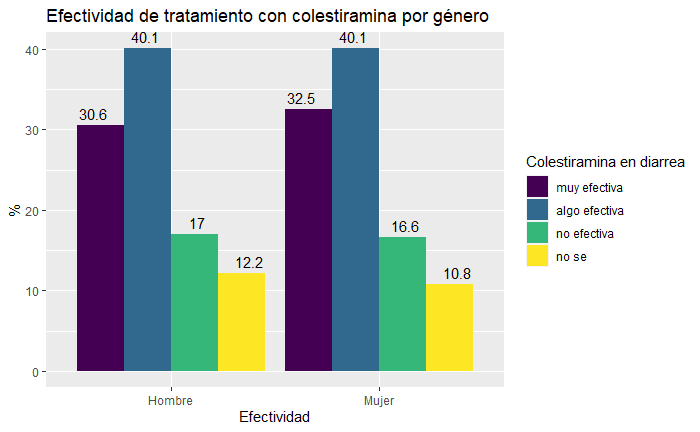 Efectividad de tratamiento con colestiramina por género
40
30
20
10
0
%
30.6
40.1
17
12.2
32.5
40.1
16.6
10.8
Hombre
Mujer
Efectividad
Colestiramina en diarrea
muy efectiva
algo efectiva
no efectiva
no se